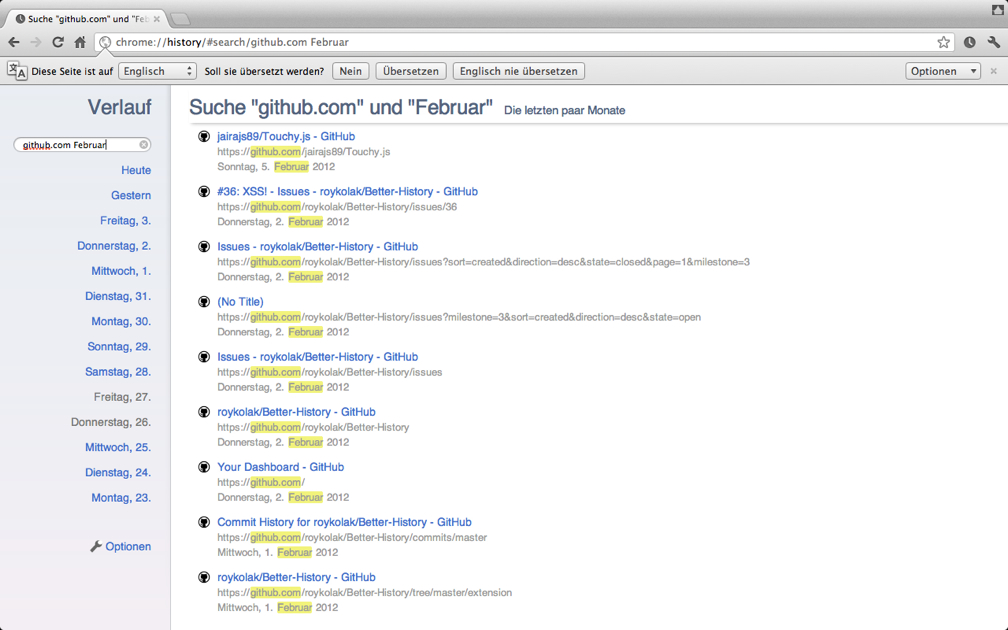 Suche "github.com" und "Feb
chrome://history/#search/github.com Februar
Diese Seite ist auf Englisch Soll sie übersetzt werden? Nein Übersetzen Englisch nie übersetzen Optionen
Verlauf
github.com Februar
Heute
Gestern
Freitag, 3.
Donnerstag, 2.
Mittwoch, 1.
Dienstag, 31.
Montag, 30.
Sonntag, 29.
Samstag, 28.
Freitag, 27.
Donnerstag, 26.
Mittwoch, 25.
Dienstag, 24.
Montag, 23.
Optionen
Suche "github.com" und "Februar" Die letzten paar Monate
jairajs89/Touchy.js - GitHub
https://github.com/jairajs89/Touchy.js
Sonntag, 5. Februar 2012
#36: XSS! - Issues - roykolak/Better-History - GitHub
https://github.com/roykolak/Better-History/issues/36
Donnerstag, 2. Februar 2012
Issues - roykolak/Better-History - GitHub
https://github.com/roykolak/Better-History/issues?sort=created&direction=desc&state=closed&page=1&milestone=3
Donnerstag, 2. Februar 2012
(No Title)
https://github.com/roykolak/Better-History/issues?milestone=3&sort=created&direction=desc&state=open
Donnerstag, 2. Februar 2012
Issues - roykolak/Better-History - GitHub
https://github.com/roykolak/Better-History/issues
Donnerstag, 2. Februar 2012
roykolak/Better-History - GitHub
https://github.com/roykolak/Better-History
Donnerstag, 2. Februar 2012
Your Dashboard - GitHub
https://github.com/
Donnerstag, 2. Februar 2012
Commit History for roykolak/Better-History - GitHub
https://github.com/roykolak/Better-History/commits/master
Mittwoch, 1. Februar 2012
roykolak/Better-History - GitHub
https://github.com/roykolak/Better-History/tree/master/extension
Mittwoch, 1. Februar 2012